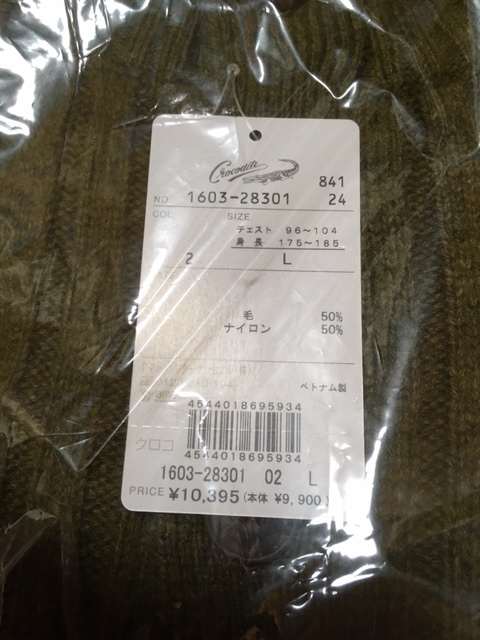 Crocodile
841
NO 1603-28301 24
COL SIZE
チェスト 96~104
身長 175~185
2 L
毛 50%
ナイロン 50%
ベトナム製
4544018695934
クロコ
4544018695934
1603-28301 02 L
PRICE ¥10,395 (本体 ¥9,900)